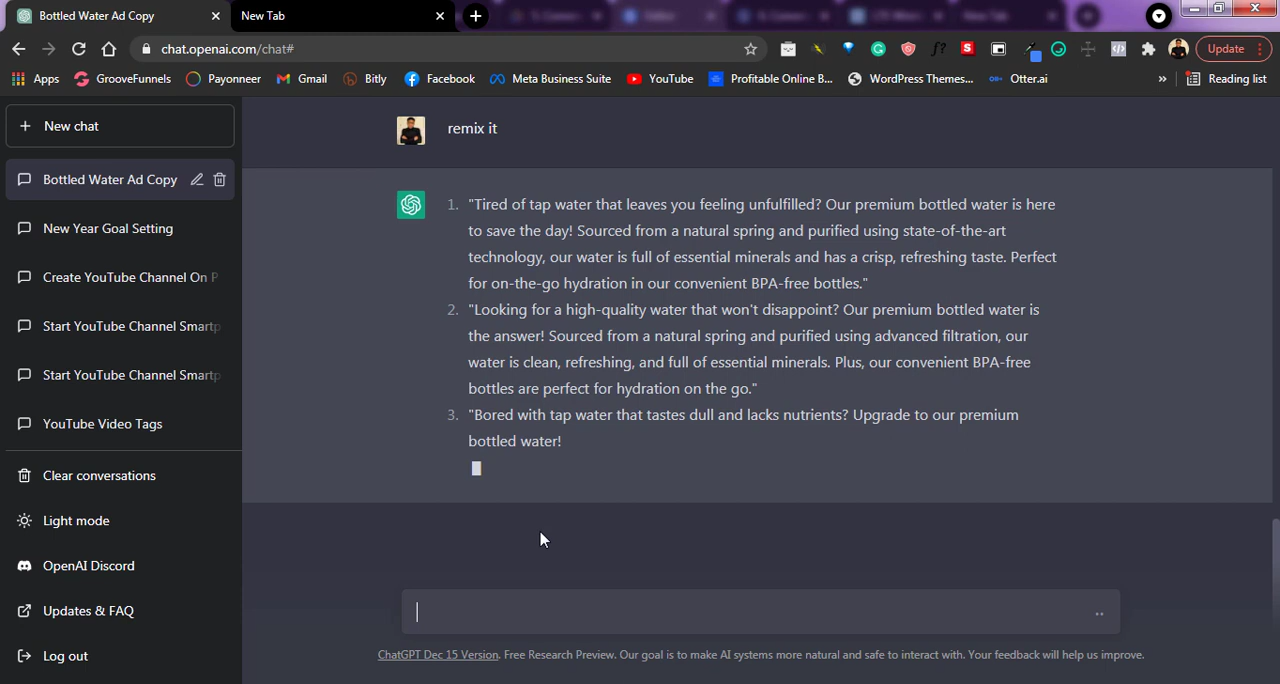 Bottled Water Ad Copy
New Tab
chat.openai.com/chat#
Update
Apps GrooveFunnels Payonneer Gmail Bitly Facebook Meta Business Suite YouTube Profitable Online B... WordPress Themes... Otter.ai » Reading list
+ New chat
Bottled Water Ad Copy
New Year Goal Setting
Create YouTube Channel On P
Start YouTube Channel Smartp
Start YouTube Channel Smartp
YouTube Video Tags
Clear conversations
Light mode
OpenAI Discord
Updates & FAQ
Log out
remix it
1. "Tired of tap water that leaves you feeling unfulfilled? Our premium bottled water is here
to save the day! Sourced from a natural spring and purified using state-of-the-art
technology, our water is full of essential minerals and has a crisp, refreshing taste. Perfect
for on-the-go hydration in our convenient BPA-free bottles."
2. "Looking for a high-quality water that won't disappoint? Our premium bottled water is
the answer! Sourced from a natural spring and purified using advanced filtration, our
water is clean, refreshing, and full of essential minerals. Plus, our convenient BPA-free
bottles are perfect for hydration on the go."
3. "Bored with tap water that tastes dull and lacks nutrients? Upgrade to our premium
bottled water!
ChatGPT Dec 15 Version. Free Research Preview. Our goal is to make AI systems more natural and safe to interact with. Your feedback will help us improve.